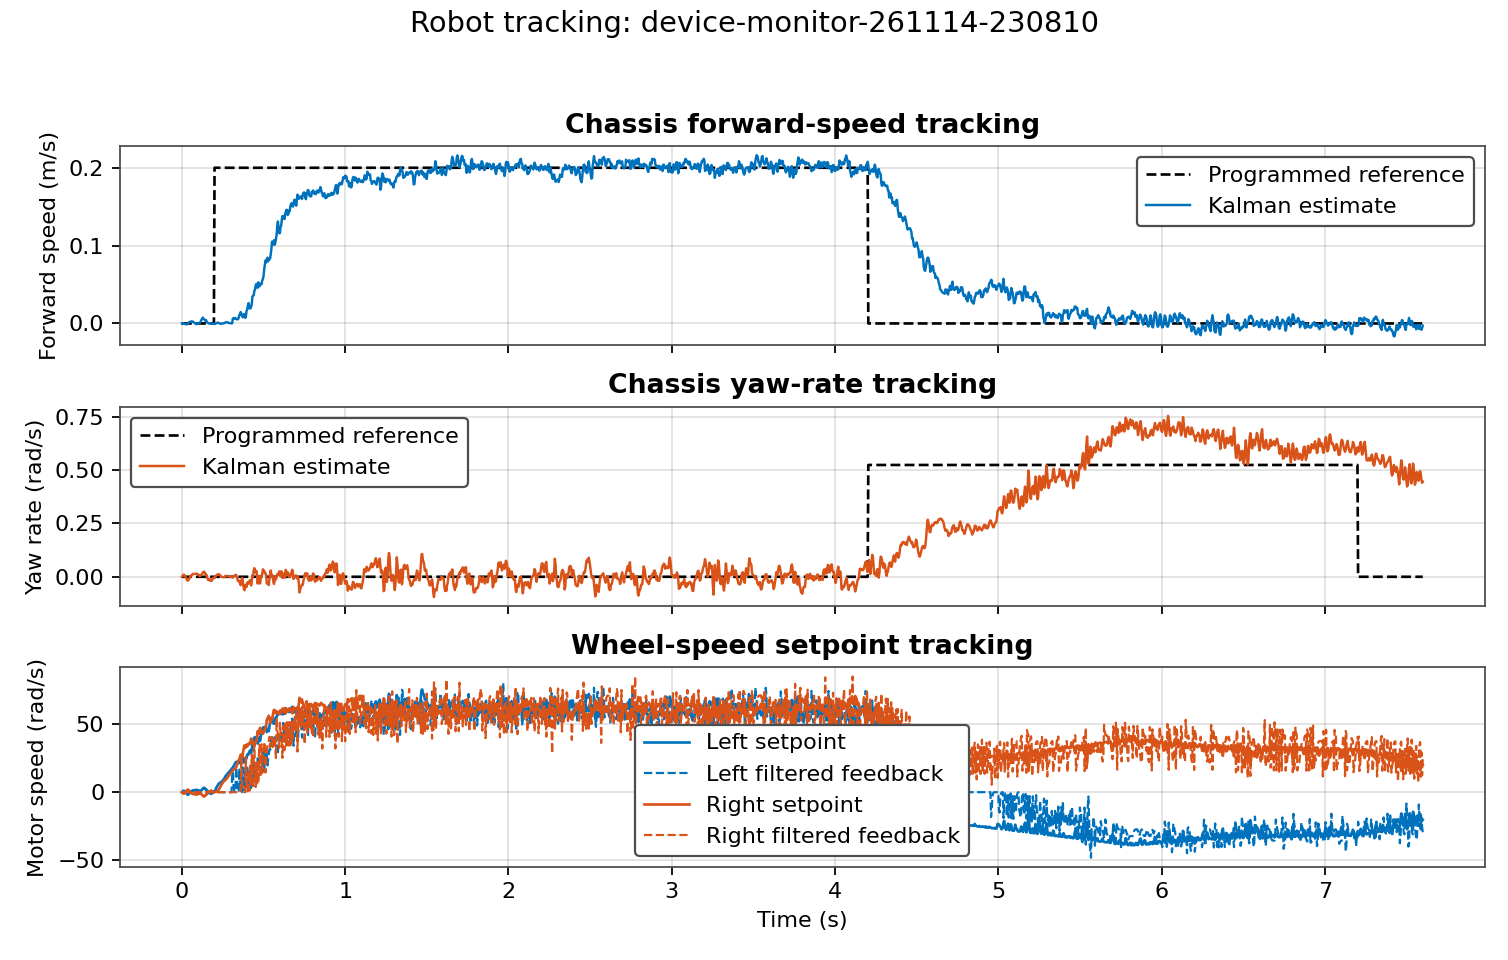 Robot tracking: device-monitor-261114-230810
Chassis forward-speed tracking
Forward speed (m/s)
0.2
0.1
0.0
Programmed reference
Kalman estimate
Chassis yaw-rate tracking
Yaw rate (rad/s)
0.75
0.50
0.25
0.00
Programmed reference
Kalman estimate
Wheel-speed setpoint tracking
Motor speed (rad/s)
50
0
−50
Left setpoint
Left filtered feedback
Right setpoint
Right filtered feedback
0 1 2 3 4 5 6 7
Time (s)